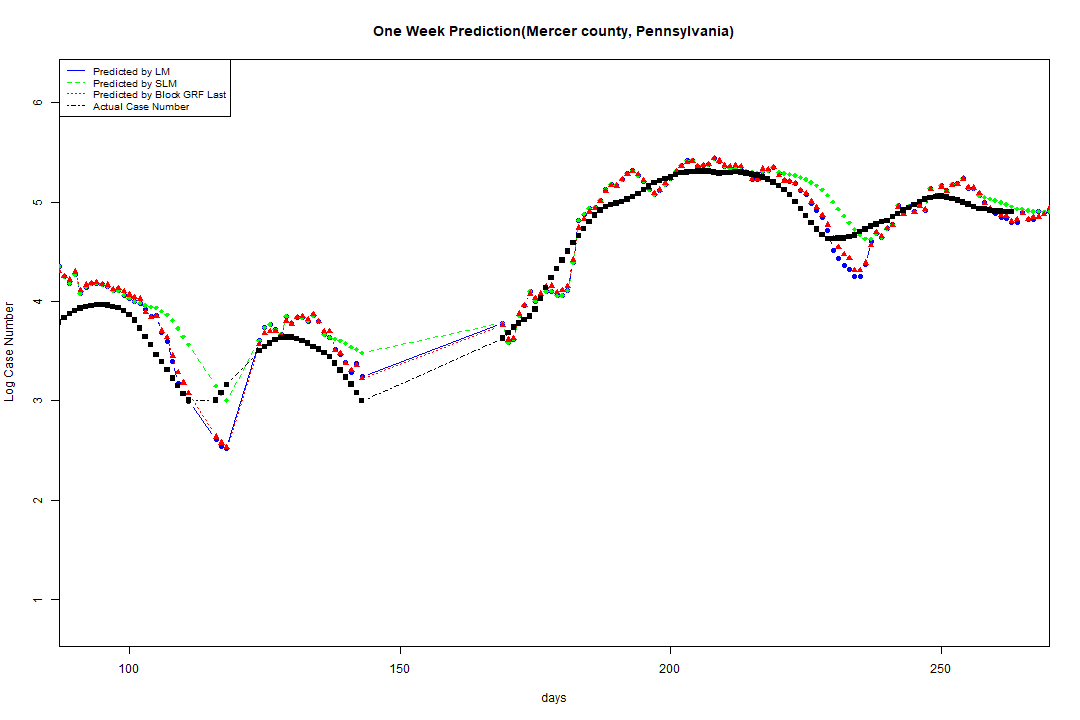 One Week Prediction(Mercer county, Pennsylvania)
Predicted by LM
Predicted by SLM
Predicted by Block GRF Last
Actual Case Number
6
5
4
3
2
1
Log Case Number
100 150 200 250
days